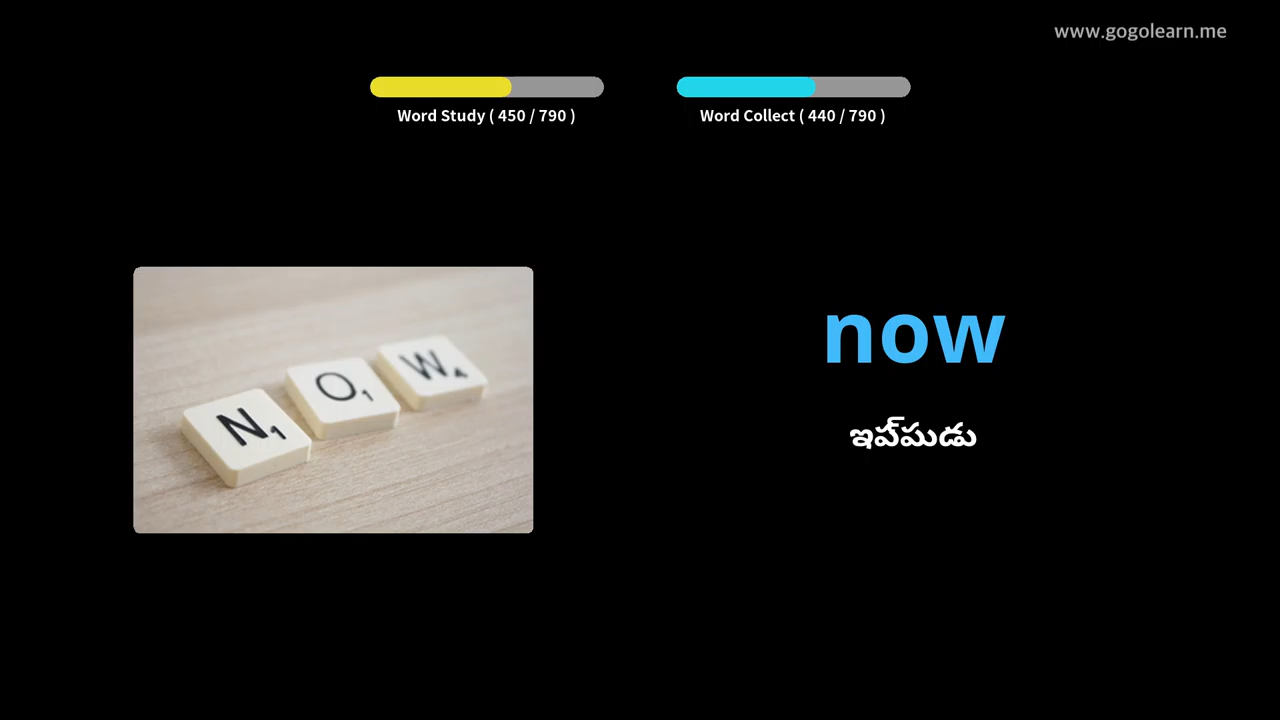 www.gogolearn.me
Word Study ( 450 / 790 )
Word Collect ( 440 / 790 )
N1 O1 W4
now
ఇప్పుడు